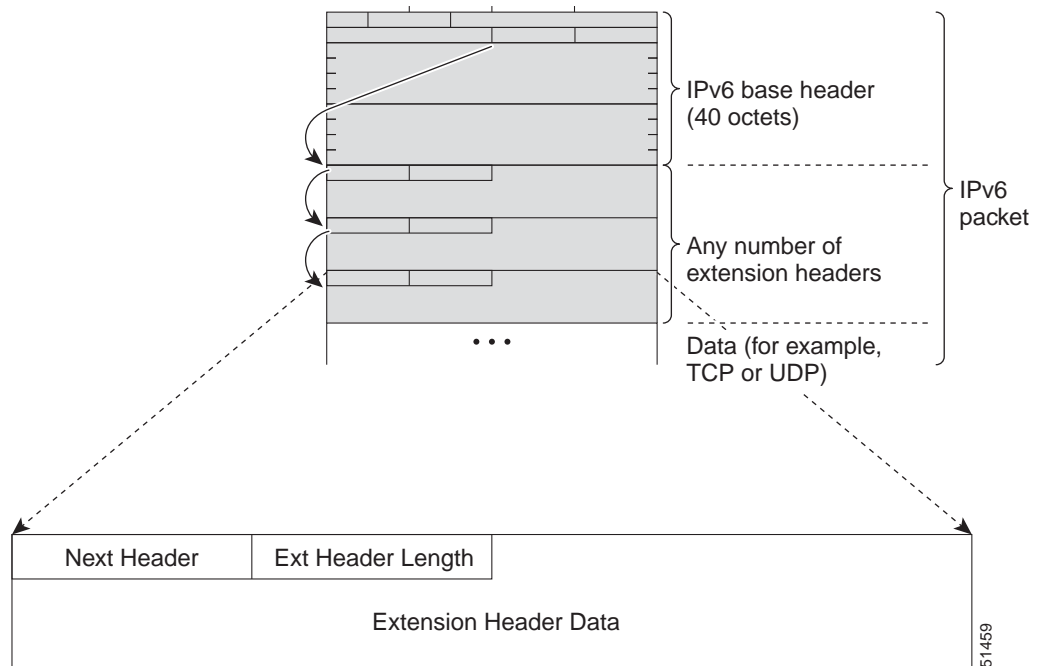 IPv6 base header
(40 octets)
IPv6
packet
Any number of
extension headers
• • •
Data (for example,
TCP or UDP)
Next Header
Ext Header Length
Extension Header Data
51459